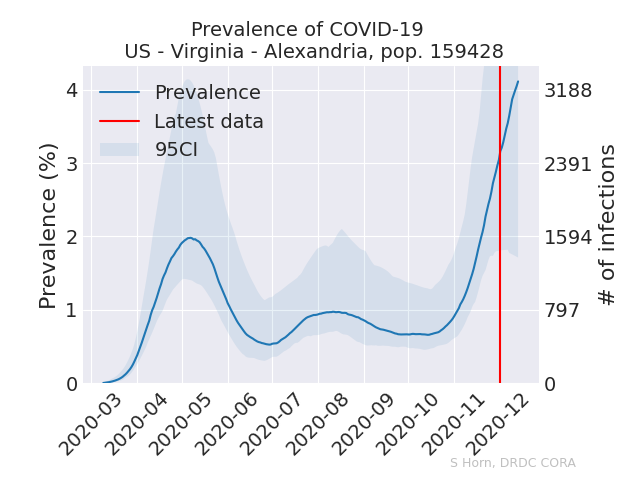 Prevalence of COVID-19
US - Virginia - Alexandria, pop. 159428
Prevalence
Latest data
95CI
Prevalence (%)
4
3
2
1
0
3188
2391
1594
797
0
# of infections
2020-03
2020-04
2020-05
2020-06
2020-07
2020-08
2020-09
2020-10
2020-11
2020-12
S Horn, DRDC CORA